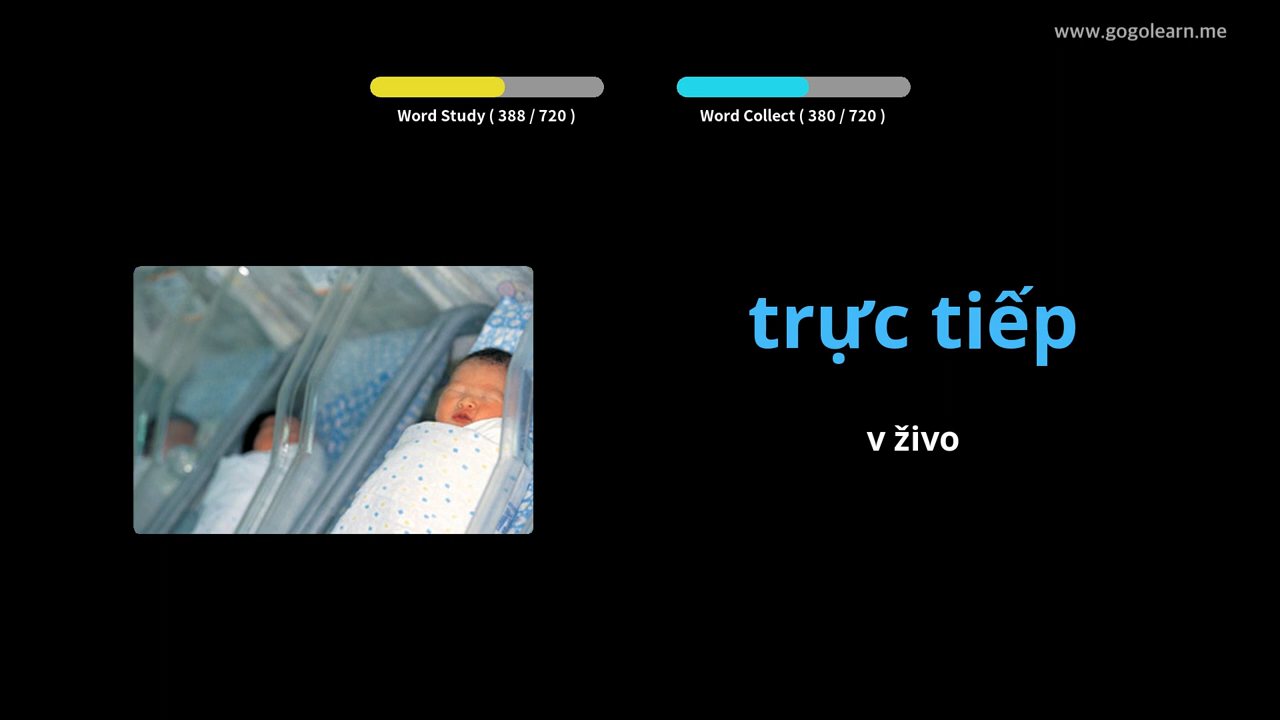 www.gogolearn.me
Word Study ( 388 / 720 )
Word Collect ( 380 / 720 )
trực tiếp
v živo